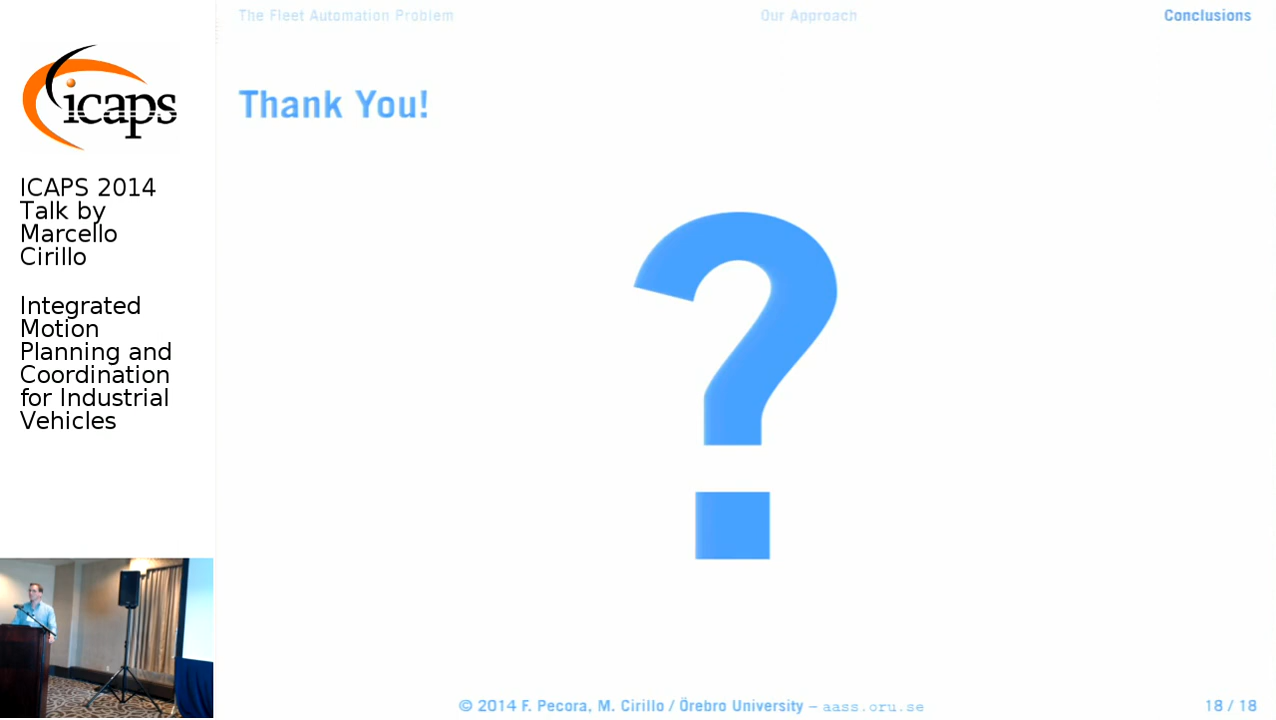 The Fleet Automation Problem
Our Approach
Conclusions
icaps
ICAPS 2014
Talk by
Marcello
Cirillo
Integrated
Motion
Planning and
Coordination
for Industrial
Vehicles
Thank You!
?
© 2014 F. Pecora, M. Cirillo / Örebro University – aass.oru.se
18 / 18